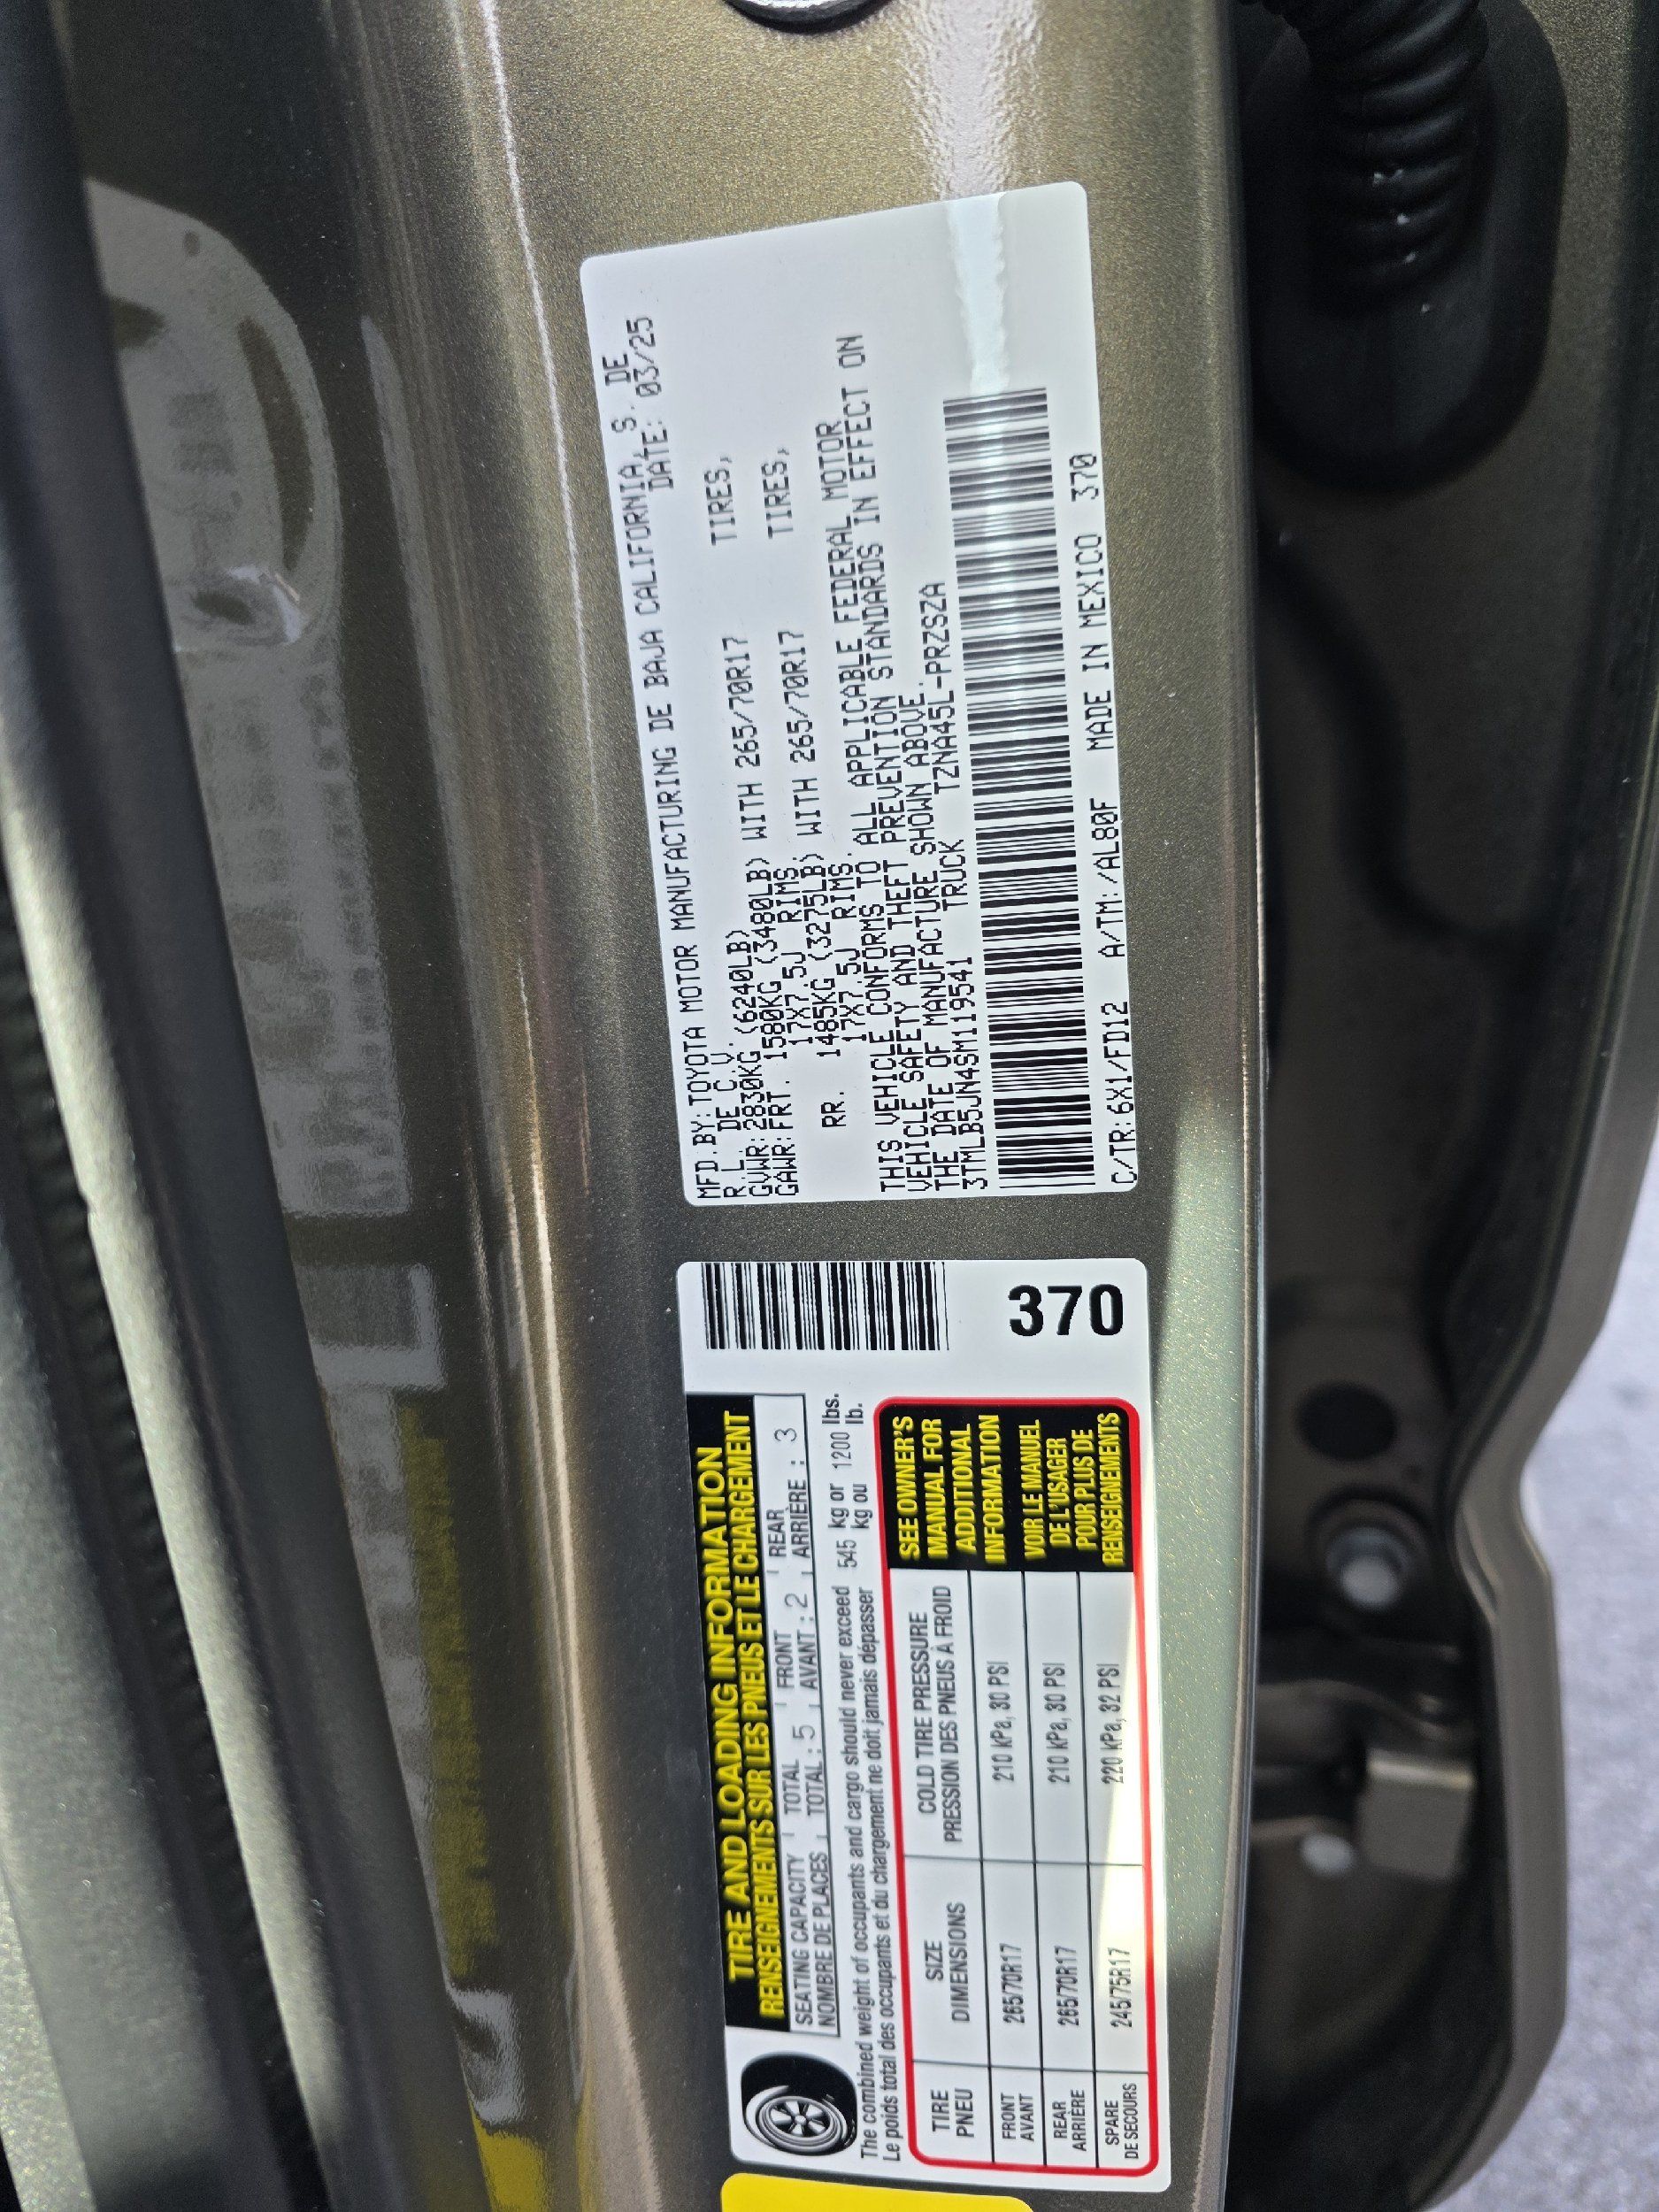 TIRE AND LOADING INFORMATION
RENSEIGNEMENTS SUR LES PNEUS ET LE CHARGEMENT
SEATING CAPACITY TOTAL 5 FRONT 2 REAR 3
NOMBRE DE PLACES TOTAL : AVANT : ARRIÈRE :
The combined weight of occupants and cargo should never exceed 545 kg or 1200 lbs.
Le poids total des occupants et du chargement ne doit jamais dépasser kg ou lb.
TIRE SIZE COLD TIRE PRESSURE
PNEU DIMENSIONS PRESSION DES PNEUS À FROID
FRONT
AVANT 265/70R17 210 kPa, 30 PSI
REAR
ARRIÈRE 265/70R17 210 kPa, 30 PSI
SPARE
DE SECOURS 245/75R17 220 kPa, 32 PSI
SEE OWNER'S
MANUAL FOR
ADDITIONAL
INFORMATION
VOIR LE MANUEL
DE L'USAGER
POUR PLUS DE
RENSEIGNEMENTS
370
MFD.BY:TOYOTA MOTOR MANUFACTURING DE BAJA CALIFORNIA, S. DE
R.L. DE C.V. DATE: 03/25
GVWR:2830KG (6240LB)
GAWR:FRT. 1580KG (3480LB) WITH 265/70R17 TIRES,
17X7.5J RIMS,
RR. 1485KG (3275LB) WITH 265/70R17 TIRES,
17X7.5J RIMS.
THIS VEHICLE CONFORMS TO ALL APPLICABLE FEDERAL MOTOR
VEHICLE SAFETY AND THEFT PREVENTION STANDARDS IN EFFECT ON
THE DATE OF MANUFACTURE SHOWN ABOVE.
3TMLB5JN4SM119541 TRUCK TZNA45L-PRZSZA
C/TR:6X1/FD12 A/TM:/AL80F MADE IN MEXICO 370